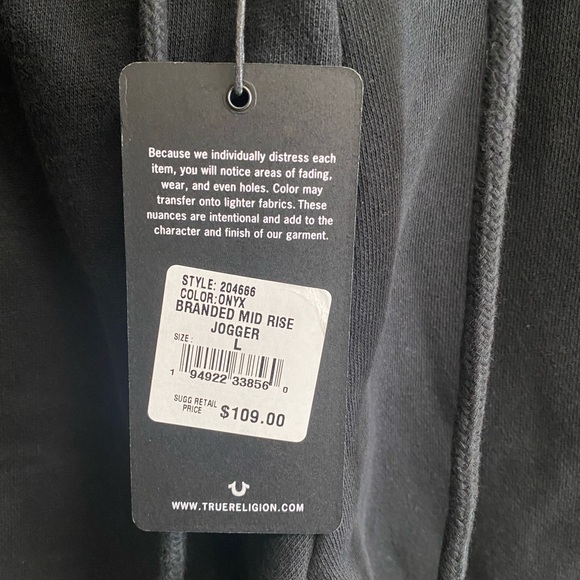 Because we individually distress each
item, you will notice areas of fading,
wear, and even holes. Color may
transfer onto lighter fabrics. These
nuances are intentional and add to the
character and finish of our garment.
STYLE: 204666
COLOR:ONYX
BRANDED MID RISE
JOGGER
SIZE: L
1 94922 33856 0
SUGG RETAIL
PRICE $109.00
WWW.TRUERELIGION.COM